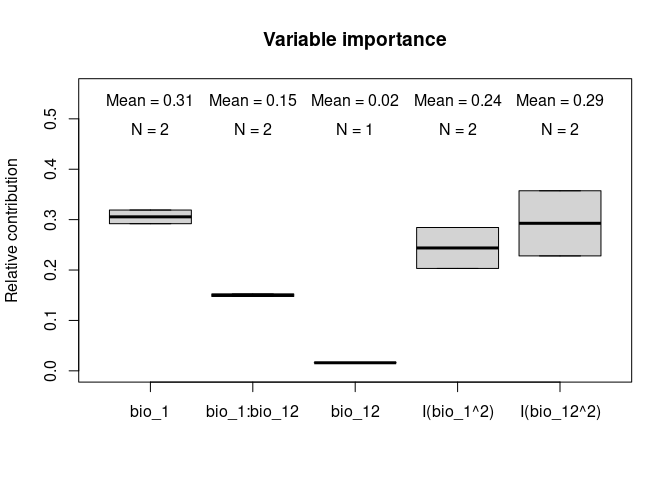 Variable importance
Mean = 0.31 Mean = 0.15 Mean = 0.02 Mean = 0.24 Mean = 0.29
N = 2 N = 2 N = 1 N = 2 N = 2
Relative contribution
0.5
0.4
0.3
0.2
0.1
0.0
bio_1 bio_1:bio_12 bio_12 I(bio_1^2) I(bio_12^2)